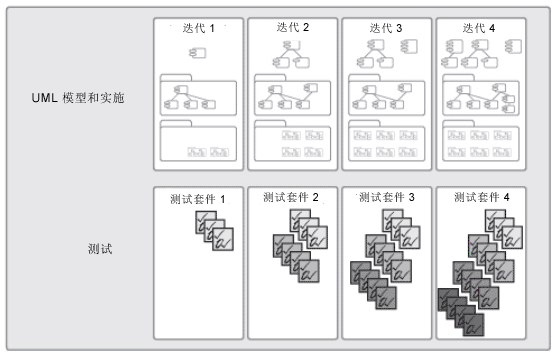 迭代 1
迭代 2
迭代 3
迭代 4
UML 模型和实施
测试套件 1
测试套件 2
测试套件 3
测试套件 4
测试